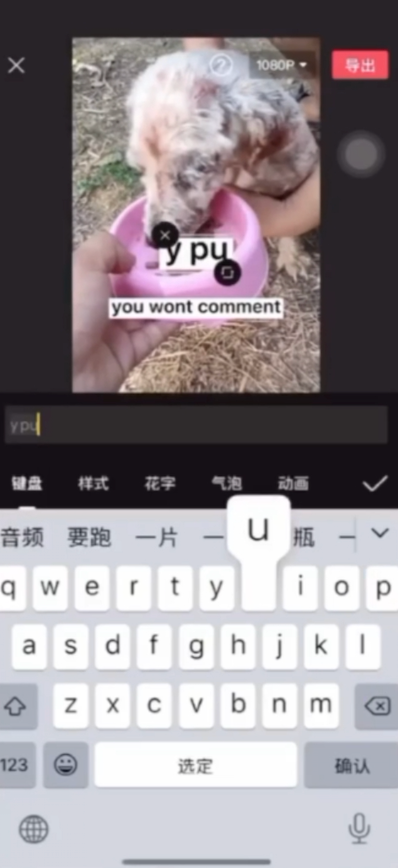 1080P
导出
y pu
you wont comment
y pu
键盘 样式 花字 气泡 动画
音频 要跑 一片 一 瓶 一
u
q w e r t y i o p
a s d f g h j k l
z x c v b n m
123 选定 确认